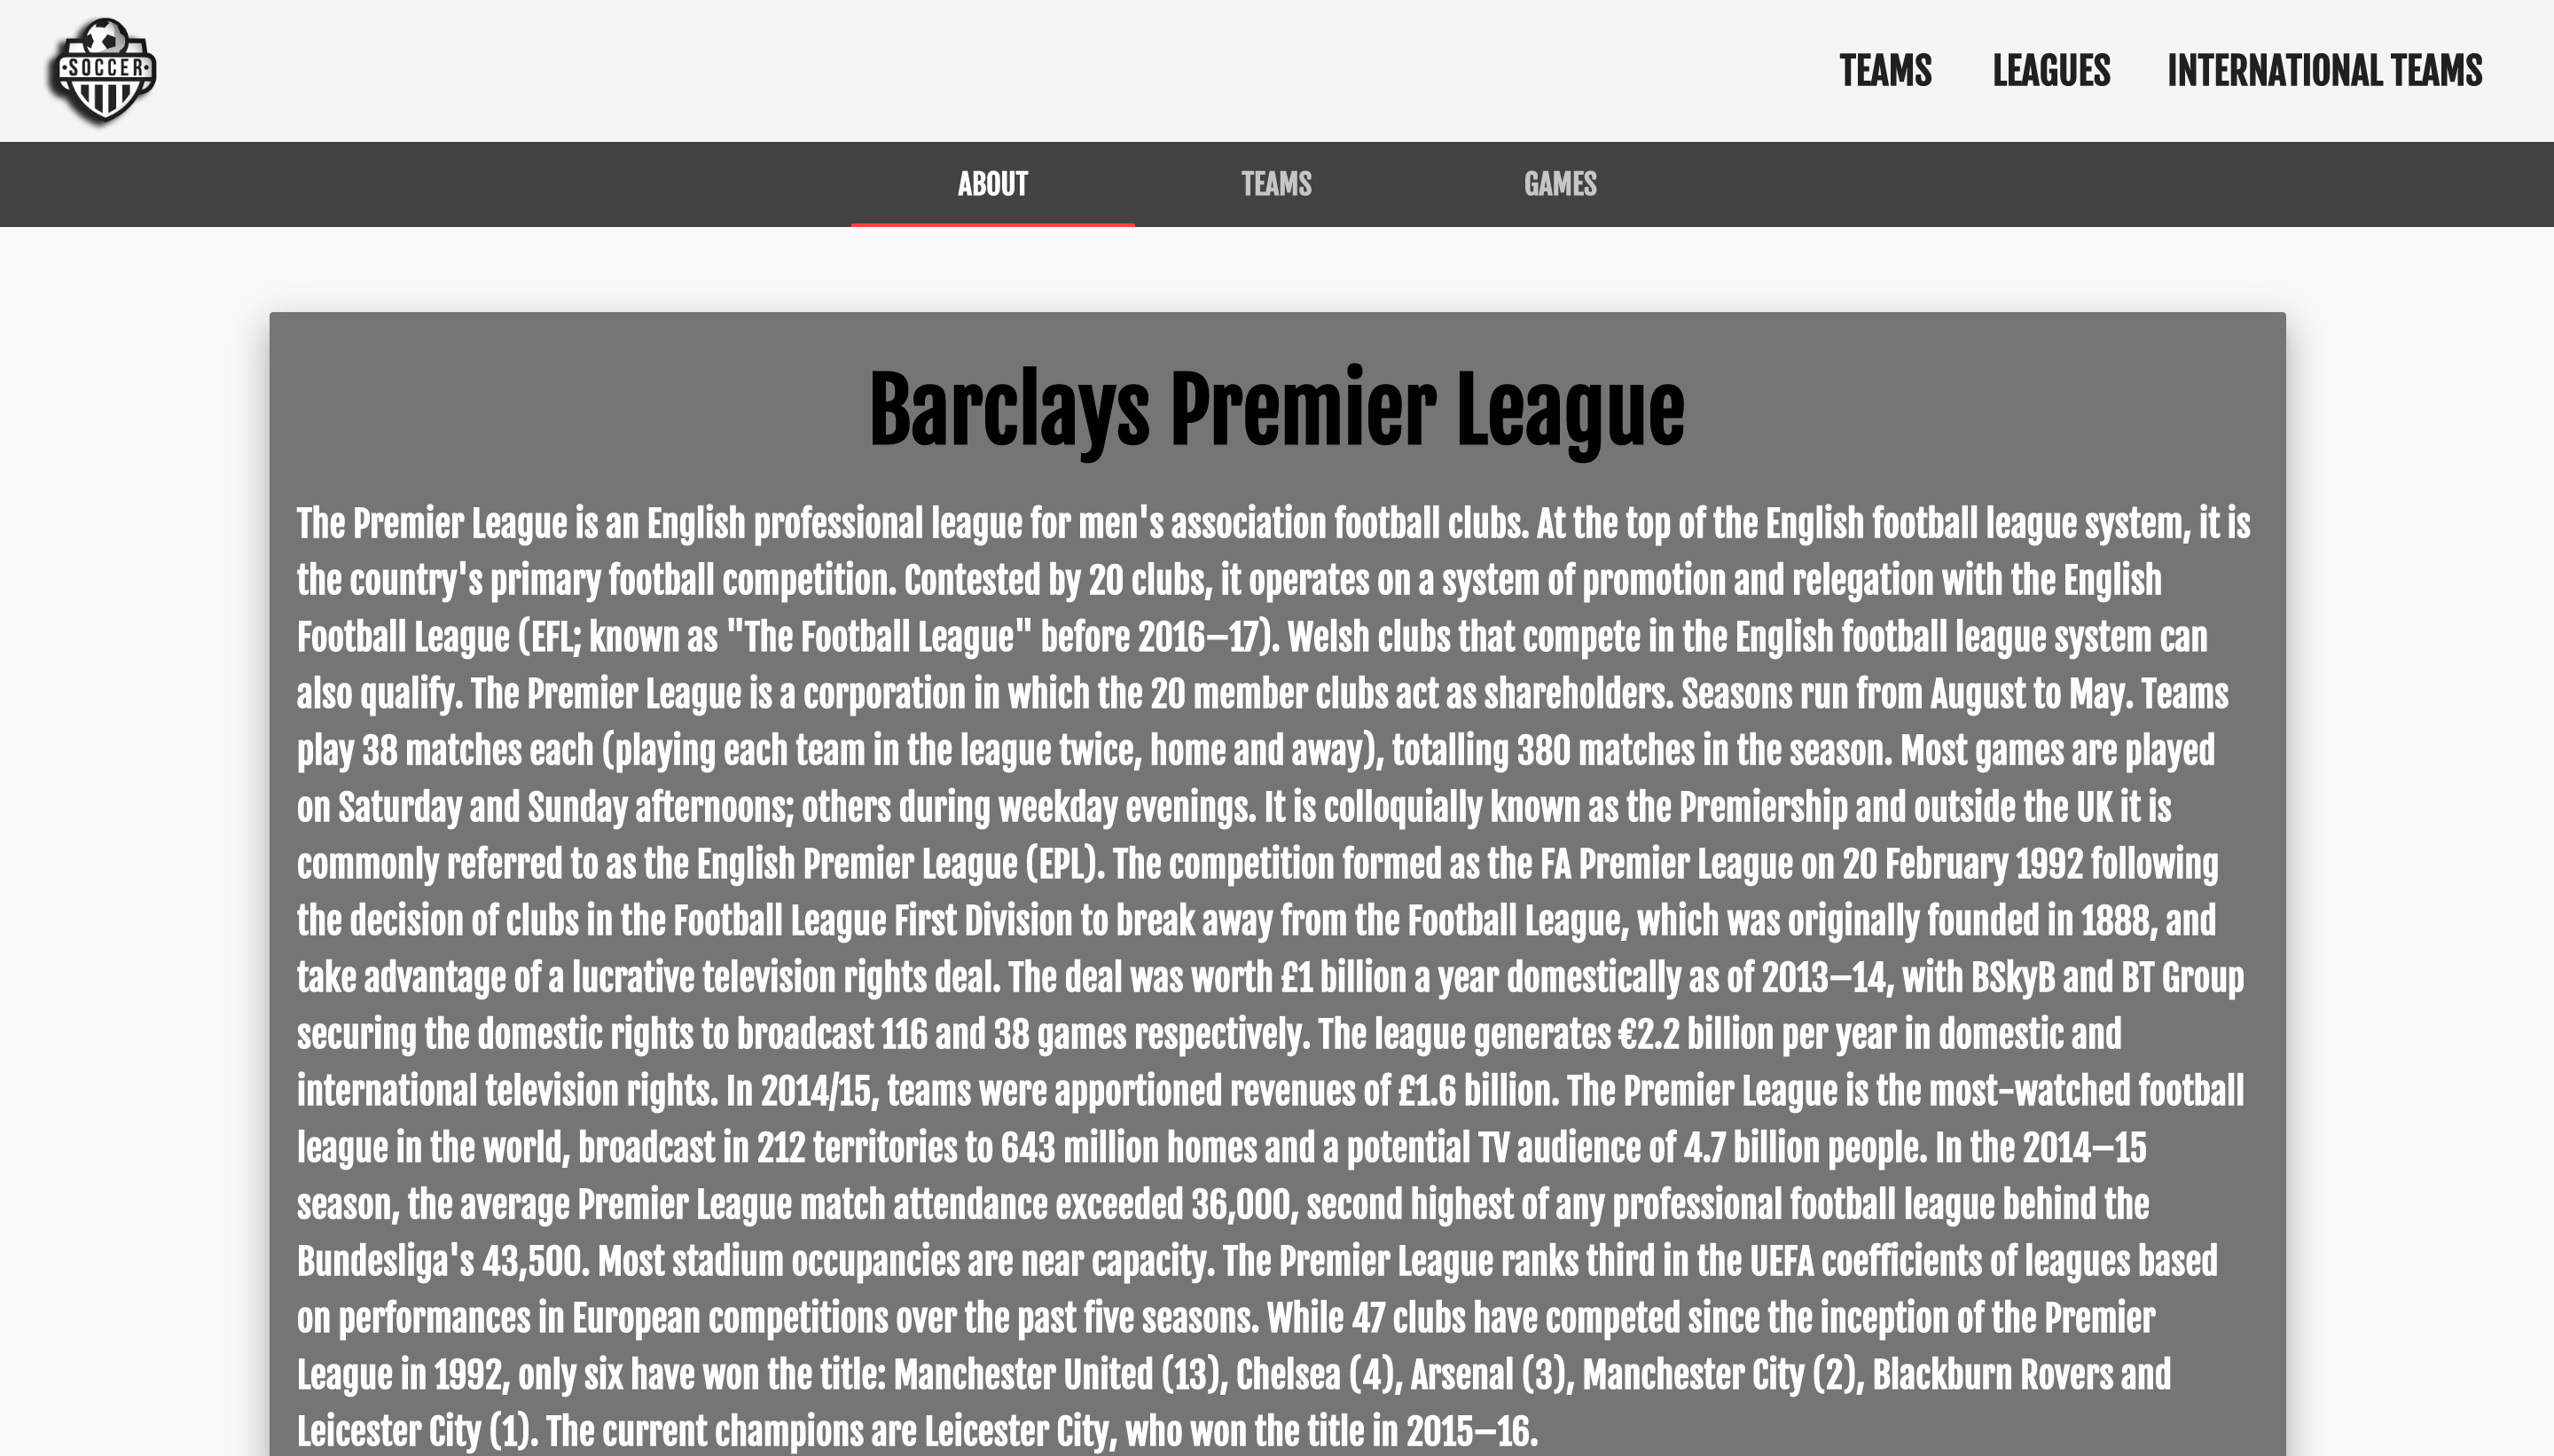 ·SOCCER·
TEAMS LEAGUES INTERNATIONAL TEAMS
ABOUT TEAMS GAMES
Barclays Premier League
The Premier League is an English professional league for men's association football clubs. At the top of the English football league system, it is
the country's primary football competition. Contested by 20 clubs, it operates on a system of promotion and relegation with the English
Football League (EFL; known as "The Football League" before 2016–17). Welsh clubs that compete in the English football league system can
also qualify. The Premier League is a corporation in which the 20 member clubs act as shareholders. Seasons run from August to May. Teams
play 38 matches each (playing each team in the league twice, home and away), totalling 380 matches in the season. Most games are played
on Saturday and Sunday afternoons; others during weekday evenings. It is colloquially known as the Premiership and outside the UK it is
commonly referred to as the English Premier League (EPL). The competition formed as the FA Premier League on 20 February 1992 following
the decision of clubs in the Football League First Division to break away from the Football League, which was originally founded in 1888, and
take advantage of a lucrative television rights deal. The deal was worth £1 billion a year domestically as of 2013–14, with BSkyB and BT Group
securing the domestic rights to broadcast 116 and 38 games respectively. The league generates €2.2 billion per year in domestic and
international television rights. In 2014/15, teams were apportioned revenues of £1.6 billion. The Premier League is the most-watched football
league in the world, broadcast in 212 territories to 643 million homes and a potential TV audience of 4.7 billion people. In the 2014–15
season, the average Premier League match attendance exceeded 36,000, second highest of any professional football league behind the
Bundesliga's 43,500. Most stadium occupancies are near capacity. The Premier League ranks third in the UEFA coefficients of leagues based
on performances in European competitions over the past five seasons. While 47 clubs have competed since the inception of the Premier
League in 1992, only six have won the title: Manchester United (13), Chelsea (4), Arsenal (3), Manchester City (2), Blackburn Rovers and
Leicester City (1). The current champions are Leicester City, who won the title in 2015–16.